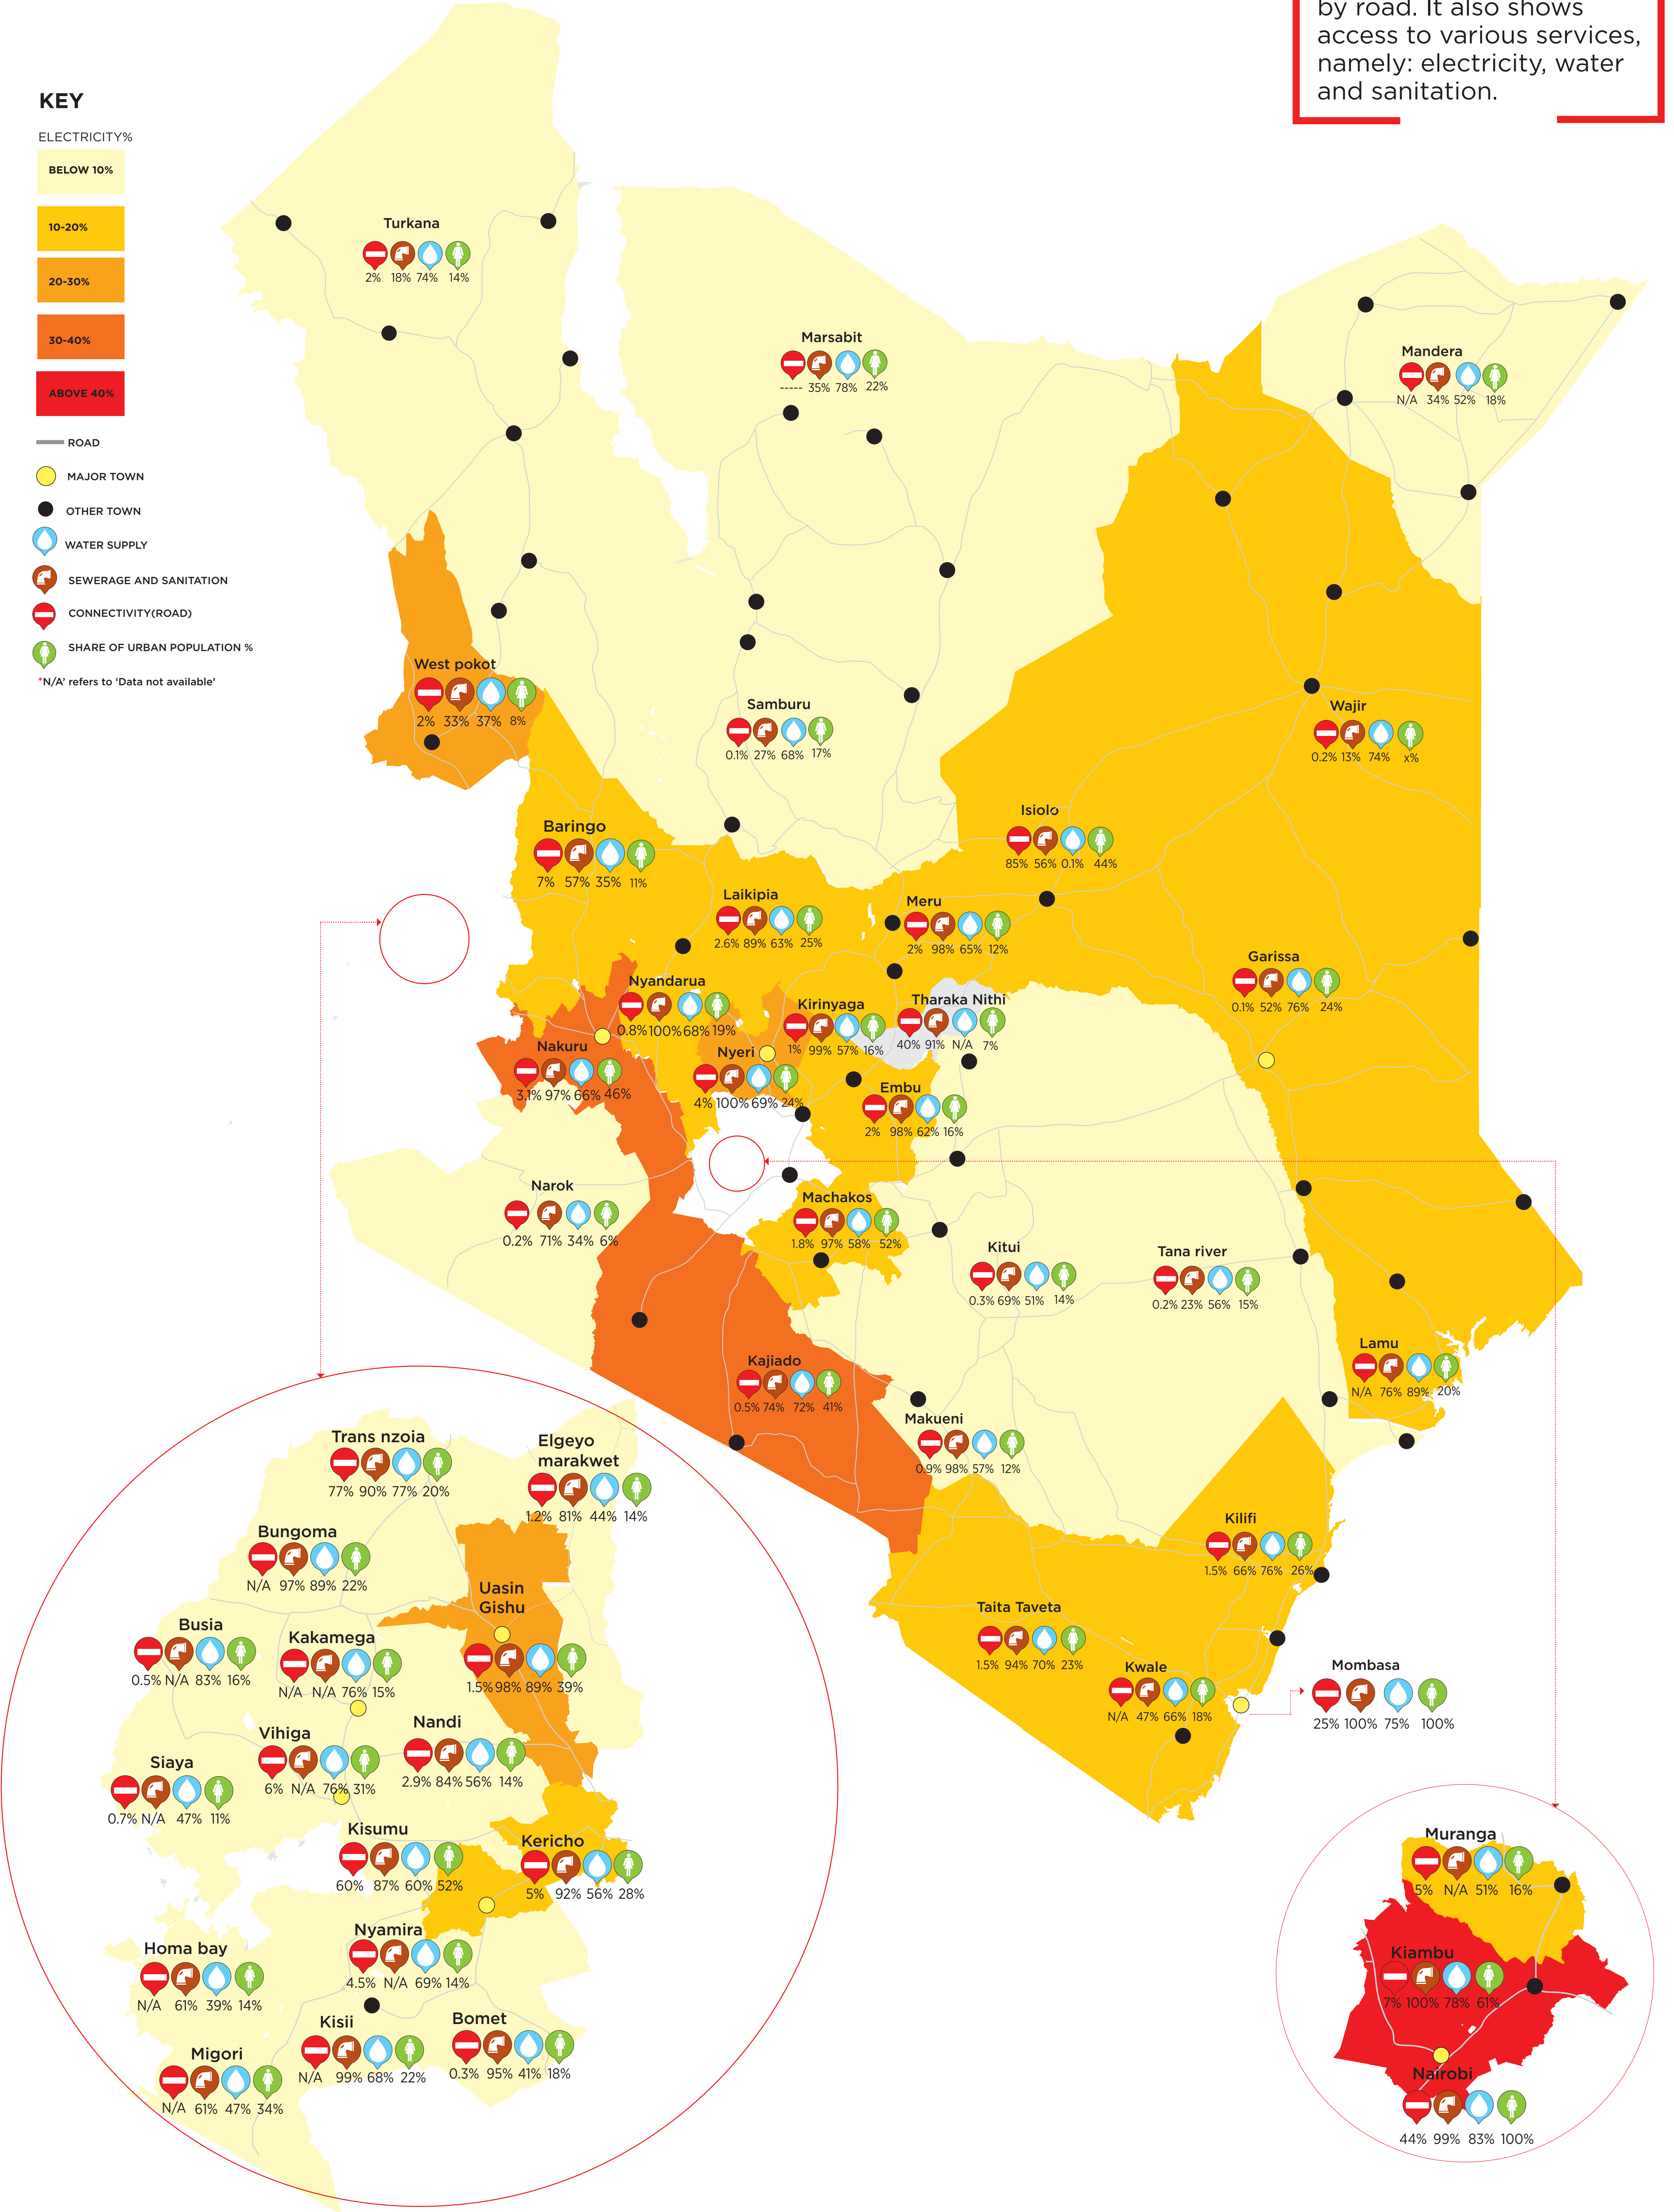 by road. It also shows
access to various services,
namely: electricity, water
and sanitation.
KEY
ELECTRICITY%
BELOW 10%
10-20%
20-30%
30-40%
ABOVE 40%
ROAD
MAJOR TOWN
OTHER TOWN
WATER SUPPLY
SEWERAGE AND SANITATION
CONNECTIVITY(ROAD)
SHARE OF URBAN POPULATION %
*N/A' refers to 'Data not available'
Turkana
2% 18% 74% 14%
Marsabit
----- 35% 78% 22%
Mandera
N/A 34% 52% 18%
West pokot
2% 33% 37% 8%
Samburu
0.1% 27% 68% 17%
Wajir
0.2% 13% 74% x%
Isiolo
85% 56% 0.1% 44%
Baringo
7% 57% 35% 11%
Laikipia
2.6% 89% 63% 25%
Meru
2% 98% 65% 12%
Garissa
0.1% 52% 76% 24%
Nyandarua
0.8% 100% 68% 19%
Kirinyaga
1% 99% 57% 16%
Tharaka Nithi
40% 91% N/A 7%
Nakuru
3.1% 97% 66% 46%
Nyeri
4% 100% 69% 24%
Embu
2% 98% 62% 16%
Narok
0.2% 71% 34% 6%
Machakos
1.8% 97% 58% 52%
Kitui
0.3% 69% 51% 14%
Tana river
0.2% 23% 56% 15%
Lamu
N/A 76% 89% 20%
Kajiado
0.5% 74% 72% 41%
Makueni
0.9% 98% 57% 12%
Kilifi
1.5% 66% 76% 26%
Taita Taveta
1.5% 94% 70% 23%
Kwale
N/A 47% 66% 18%
Mombasa
25% 100% 75% 100%
Trans nzoia
77% 90% 77% 20%
Elgeyo
marakwet
1.2% 81% 44% 14%
Bungoma
N/A 97% 89% 22%
Uasin
Gishu
1.5% 98% 89% 39%
Busia
0.5% N/A 83% 16%
Kakamega
N/A N/A 76% 15%
Vihiga
6% N/A 76% 31%
Nandi
2.9% 84% 56% 14%
Siaya
0.7% N/A 47% 11%
Kisumu
60% 87% 60% 52%
Kericho
5% 92% 56% 28%
Nyamira
4.5% N/A 69% 14%
Homa bay
N/A 61% 39% 14%
Kisii
N/A 99% 68% 22%
Bomet
0.3% 95% 41% 18%
Migori
N/A 61% 47% 34%
Muranga
5% N/A 51% 16%
Kiambu
7% 100% 78% 61%
Nairobi
44% 99% 83% 100%